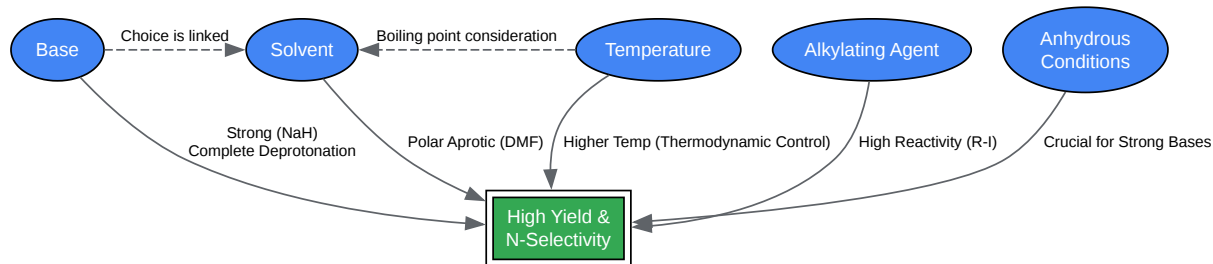 Base
Choice is linked
Solvent
Boiling point consideration
Temperature
Alkylating Agent
Anhydrous
Conditions
Strong (NaH)
Complete Deprotonation
Polar Aprotic (DMF)
Higher Temp (Thermodynamic Control)
High Reactivity (R-I)
Crucial for Strong Bases
High Yield &
N-Selectivity